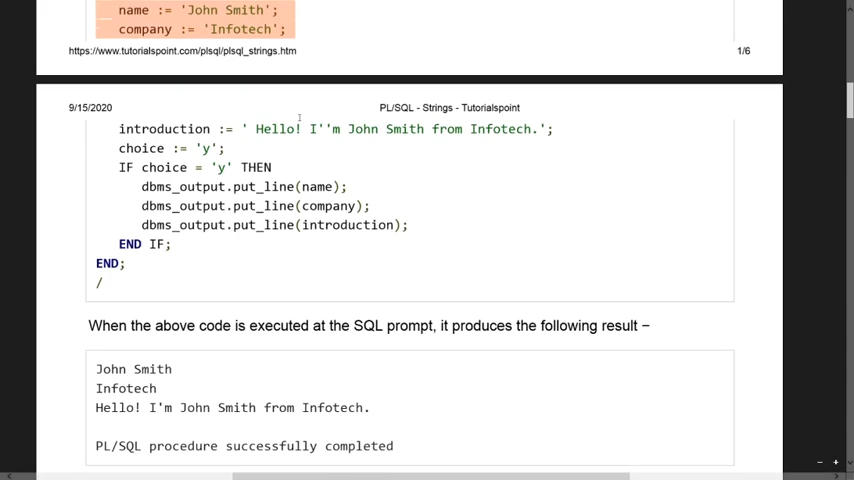 name := 'John Smith';
company := 'Infotech';
https://www.tutorialspoint.com/plsql/plsql_strings.htm 1/6
9/15/2020 PL/SQL - Strings - Tutorialspoint
introduction := ' Hello! I''m John Smith from Infotech.';
choice := 'y';
IF choice = 'y' THEN
dbms_output.put_line(name);
dbms_output.put_line(company);
dbms_output.put_line(introduction);
END IF;
END;
/
When the above code is executed at the SQL prompt, it produces the following result −
John Smith
Infotech
Hello! I'm John Smith from Infotech.
PL/SQL procedure successfully completed